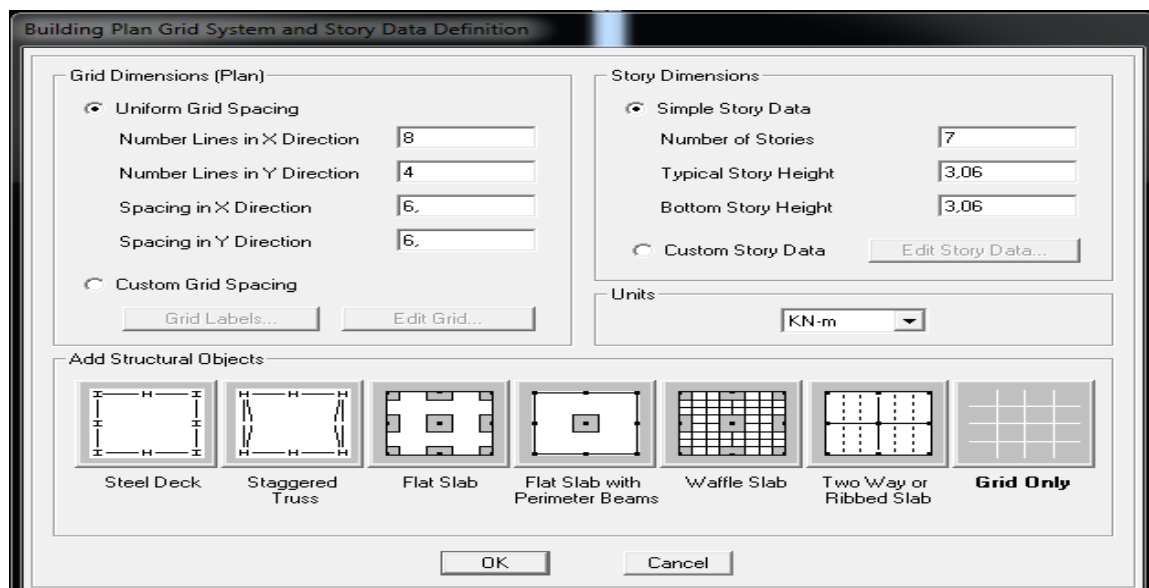 Building Plan Grid System and Story Data Definition
Grid Dimensions (Plan)
Uniform Grid Spacing
Number Lines in X Direction
8
Number Lines in Y Direction
4
Spacing in X Direction
6,
Spacing in Y Direction
6,
Custom Grid Spacing
Grid Labels...
Edit Grid...
Story Dimensions
Simple Story Data
Number of Stories
7
Typical Story Height
3,06
Bottom Story Height
3,06
Custom Story Data
Edit Story Data...
Units
KN-m
Add Structural Objects
Steel Deck
Staggered
Truss
Flat Slab
Flat Slab with
Perimeter Beams
Waffle Slab
Two Way or
Ribbed Slab
Grid Only
OK
Cancel